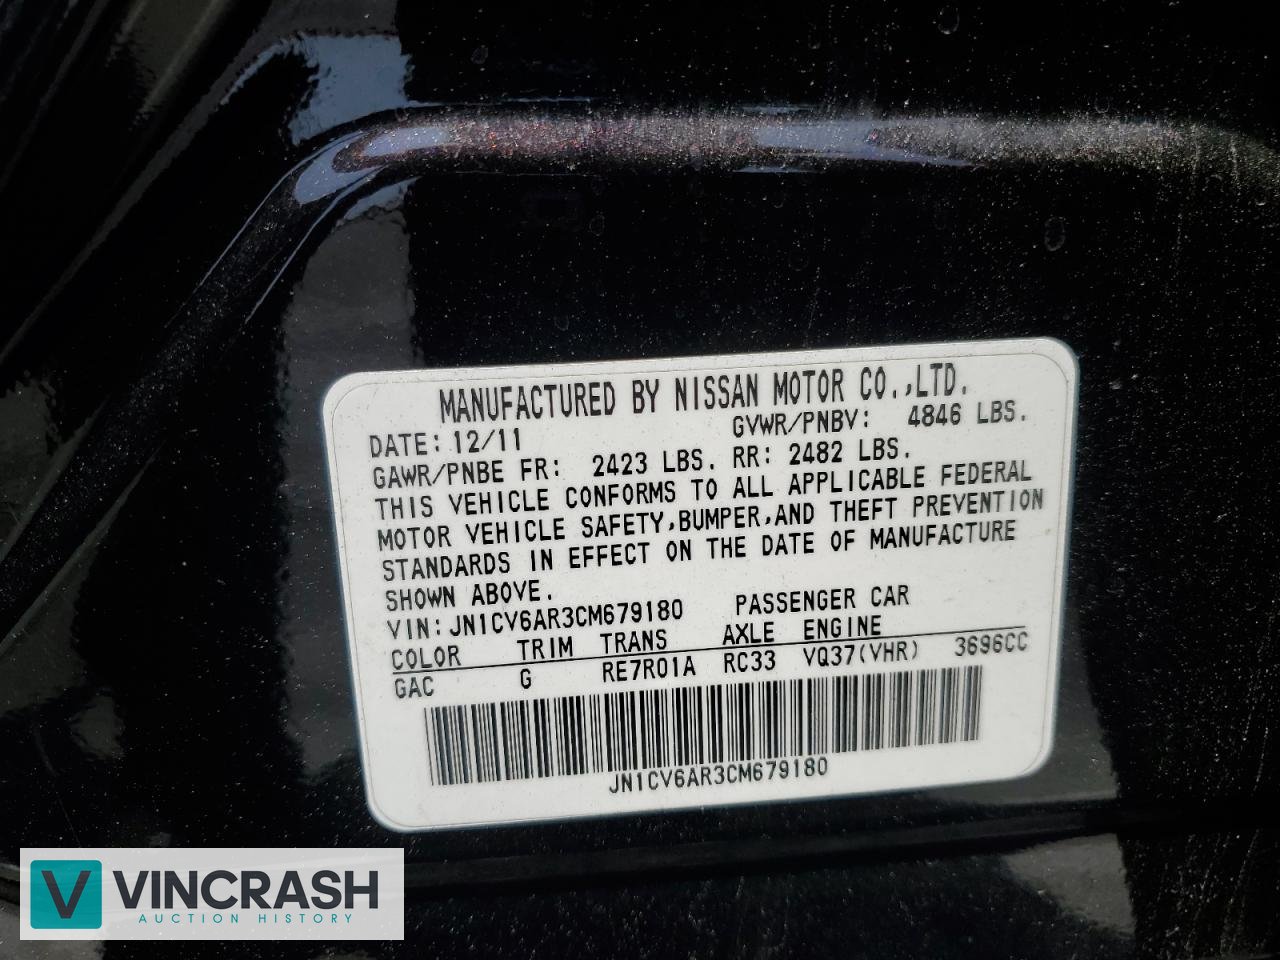 MANUFACTURED BY NISSAN MOTOR CO.,LTD.
DATE: 12/11 GVWR/PNBV: 4846 LBS.
GAWR/PNBE FR: 2423 LBS. RR: 2482 LBS.
THIS VEHICLE CONFORMS TO ALL APPLICABLE FEDERAL
MOTOR VEHICLE SAFETY,BUMPER,AND THEFT PREVENTION
STANDARDS IN EFFECT ON THE DATE OF MANUFACTURE
SHOWN ABOVE.
VIN: JN1CV6AR3CM679180 PASSENGER CAR
COLOR TRIM TRANS AXLE ENGINE
GAC G RE7R01A RC33 VQ37(VHR) 3696CC
JN1CV6AR3CM679180
V VINCRASH
AUCTION HISTORY